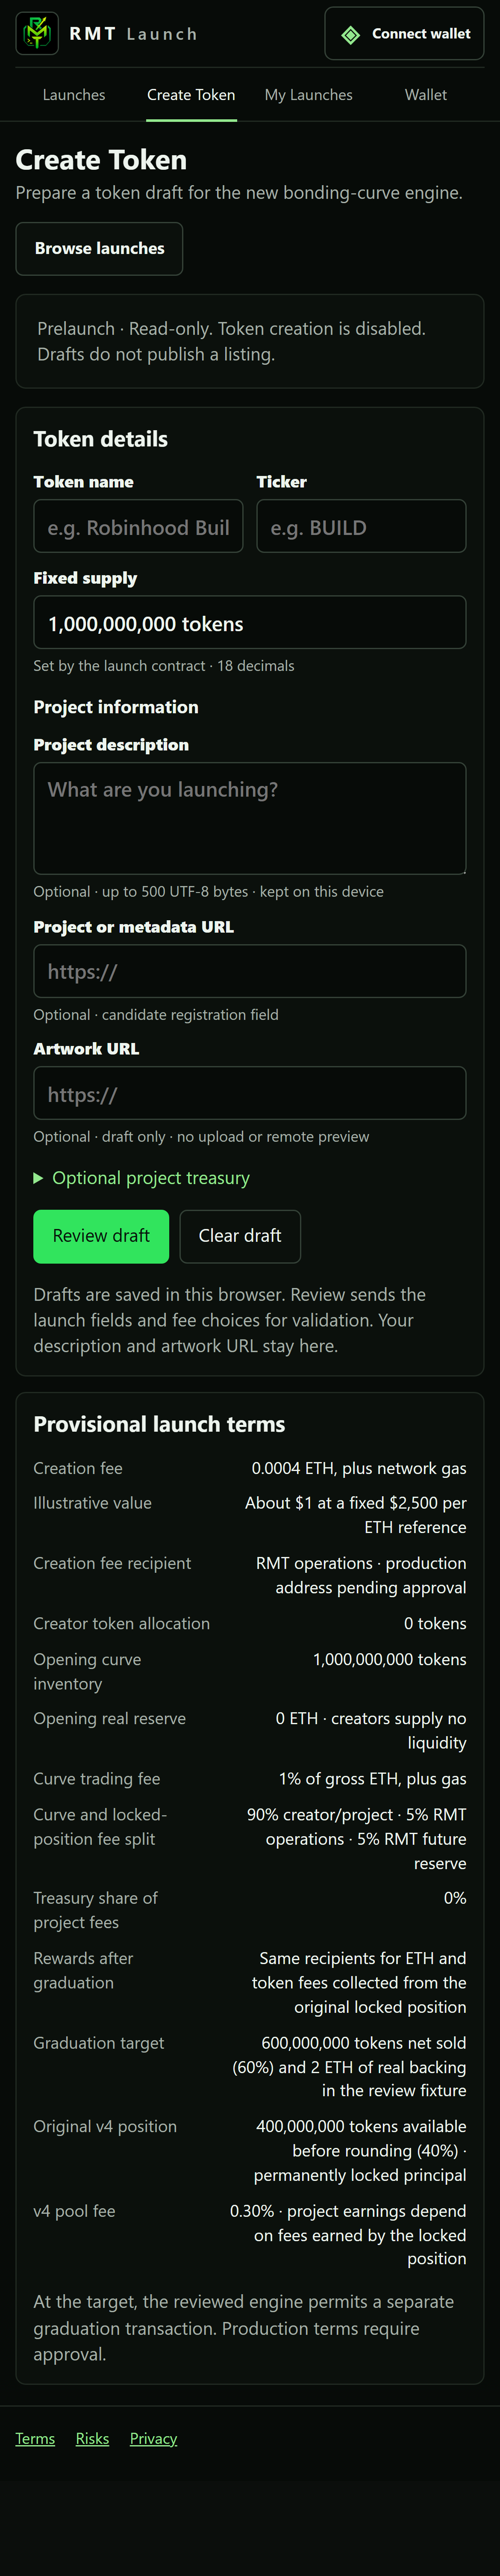 RMT Launch
Connect wallet
Launches Create Token My Launches Wallet
Create Token
Prepare a token draft for the new bonding-curve engine.
Browse launches
Prelaunch · Read-only. Token creation is disabled.
Drafts do not publish a listing.
Token details
Token name Ticker
e.g. Robinhood Buil e.g. BUILD
Fixed supply
1,000,000,000 tokens
Set by the launch contract · 18 decimals
Project information
Project description
What are you launching?
Optional · up to 500 UTF-8 bytes · kept on this device
Project or metadata URL
https://
Optional · candidate registration field
Artwork URL
https://
Optional · draft only · no upload or remote preview
Optional project treasury
Review draft Clear draft
Drafts are saved in this browser. Review sends the
launch fields and fee choices for validation. Your
description and artwork URL stay here.
Provisional launch terms
Creation fee 0.0004 ETH, plus network gas
Illustrative value About $1 at a fixed $2,500 per
ETH reference
Creation fee recipient RMT operations · production
address pending approval
Creator token allocation 0 tokens
Opening curve 1,000,000,000 tokens
inventory
Opening real reserve 0 ETH · creators supply no
liquidity
Curve trading fee 1% of gross ETH, plus gas
Curve and locked- 90% creator/project · 5% RMT
position fee split operations · 5% RMT future
reserve
Treasury share of 0%
project fees
Rewards after Same recipients for ETH and
graduation token fees collected from the
original locked position
Graduation target 600,000,000 tokens net sold
(60%) and 2 ETH of real backing
in the review fixture
Original v4 position 400,000,000 tokens available
before rounding (40%) ·
permanently locked principal
v4 pool fee 0.30% · project earnings depend
on fees earned by the locked
position
At the target, the reviewed engine permits a separate
graduation transaction. Production terms require
approval.
Terms Risks Privacy